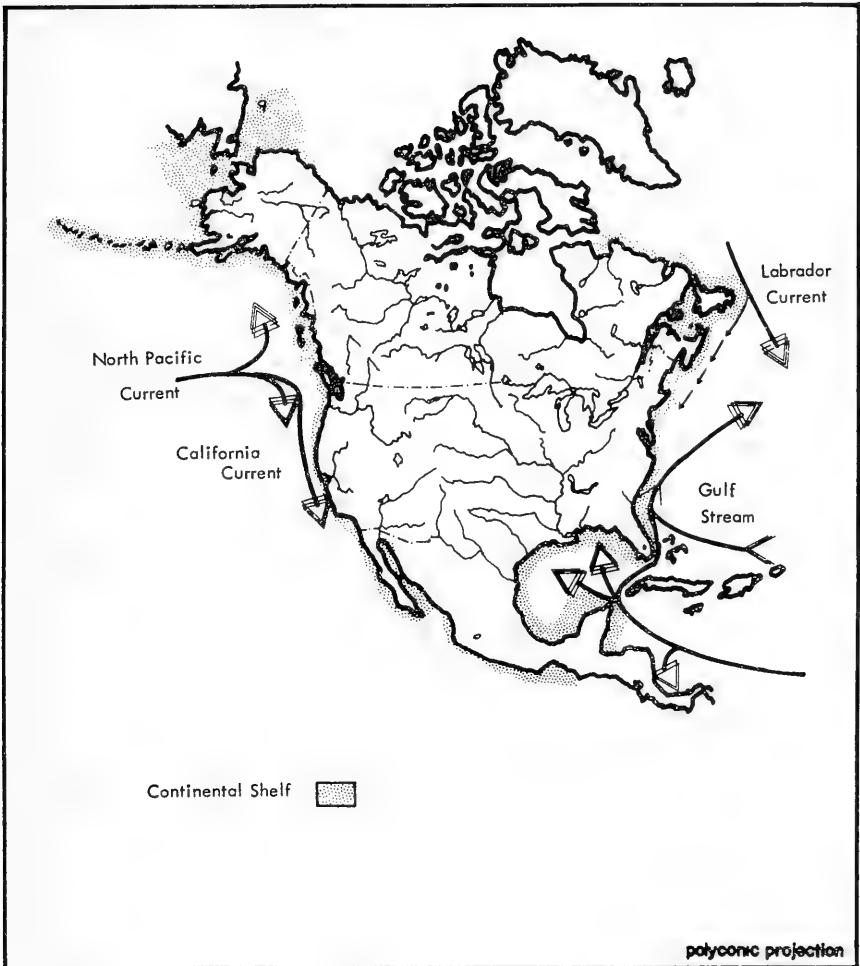 Labrador
Current
North Pacific
Current
California
Current
Gulf
Stream
Continental Shelf
polyconic projection